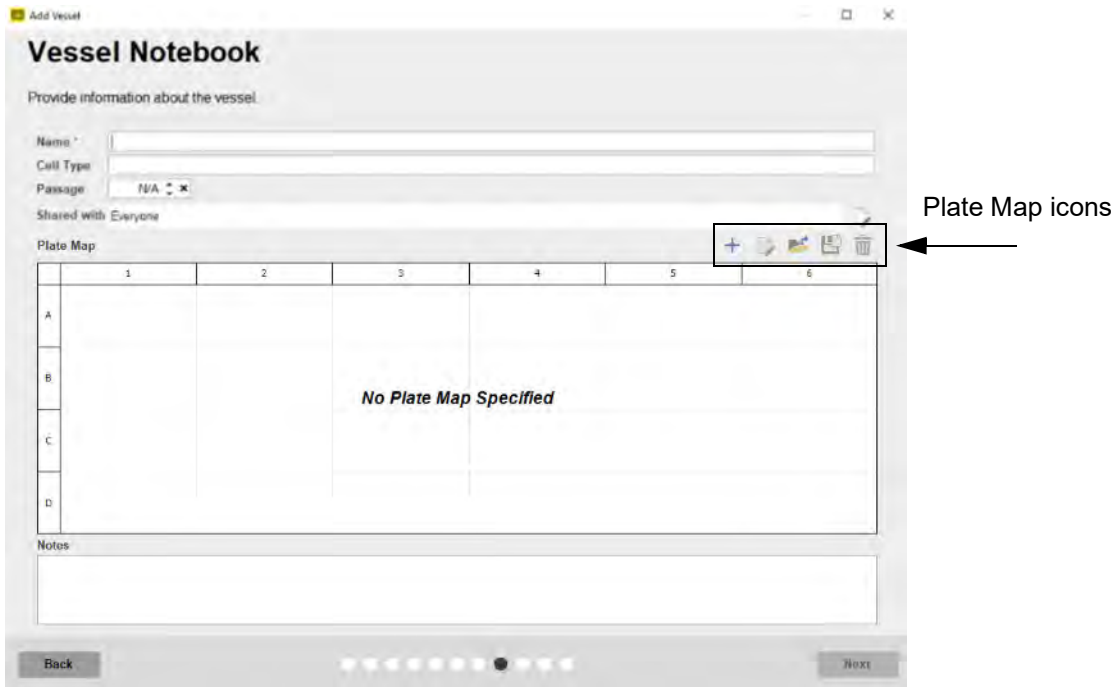 Add Vessel
Vessel Notebook
Provide information about the vessel.
Name *
Cell Type
Passage N/A
Shared with Everyone
Plate Map icons
Plate Map
1 2 3 4 5 6
A
B
No Plate Map Specified
C
D
Notes
Back Next